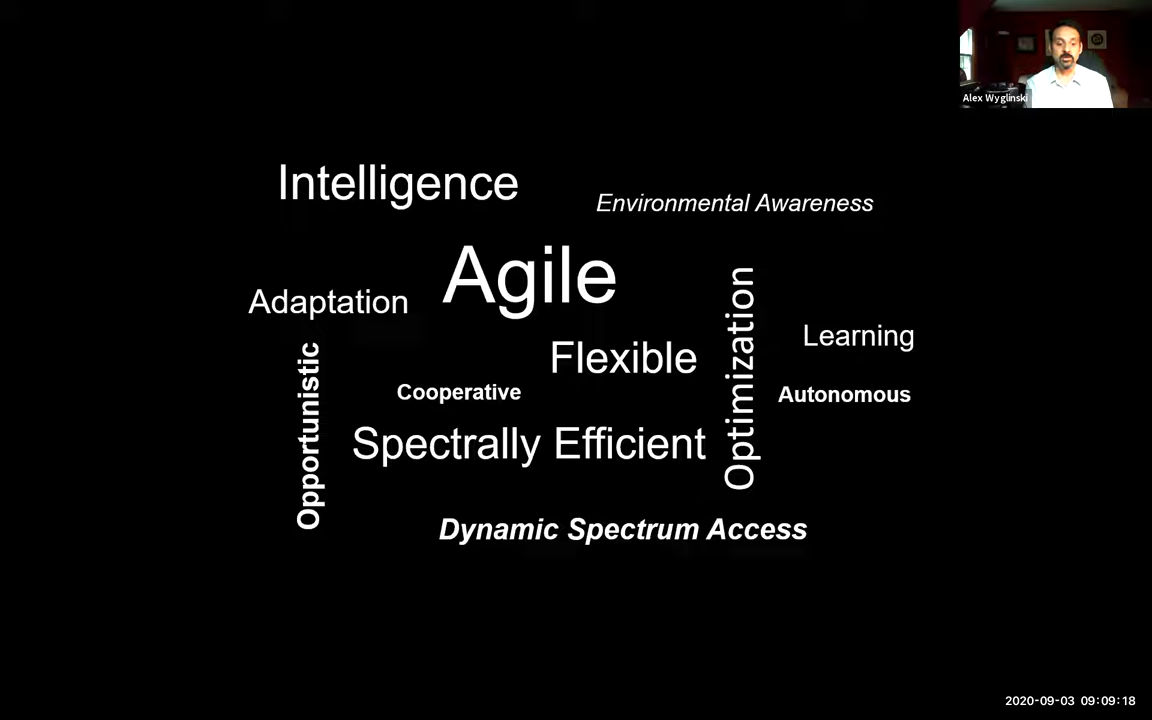 Alex Wyglinski
Intelligence
Environmental Awareness
Agile
Adaptation
Optimization
Learning
Flexible
Opportunistic
Cooperative
Autonomous
Spectrally Efficient
Dynamic Spectrum Access
2020-09-03 09:09:18